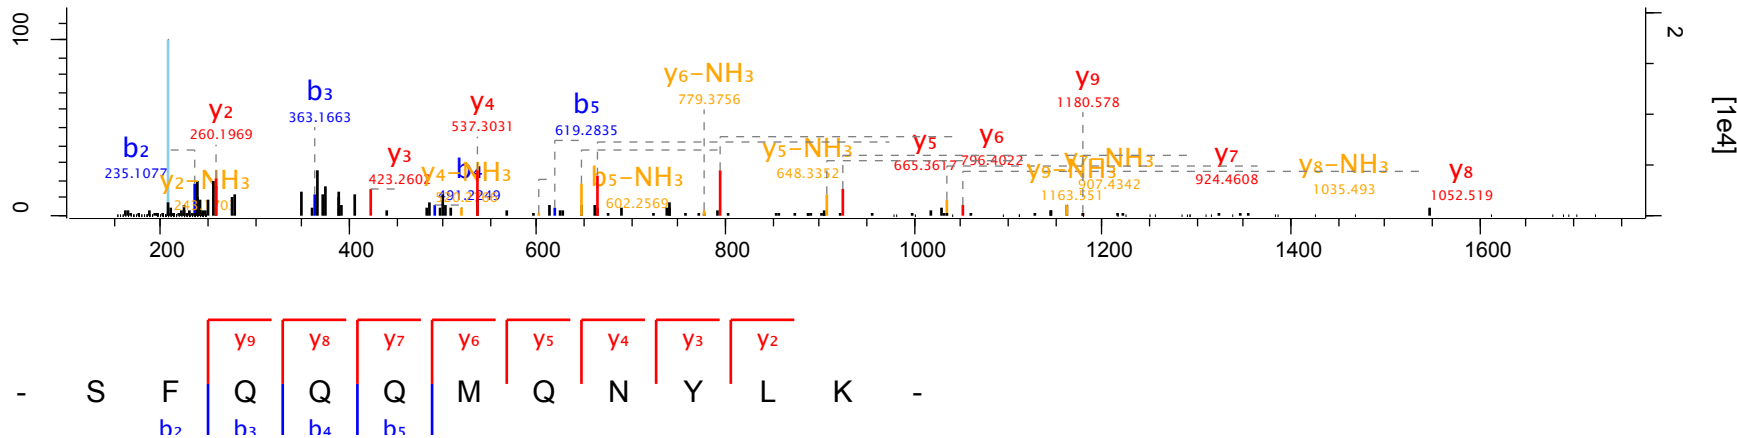 100
2
[1e4]
0
b2
235.1077
y2-NH3
y2
260.1969
b3
363.1663
y3
423.2602
y4-NH3
b4
491.2249
y4
537.3031
b5
619.2835
b5-NH3
602.2569
y6-NH3
779.3756
y5-NH3
648.3352
y5
665.3617
y6
796.4022
y9
1180.578
y9-NH3
1163.551
y7-NH3
907.4342
y7
924.4608
y8-NH3
1035.493
y8
1052.519
200 400 600 800 1000 1200 1400 1600
y9 y8 y7 y6 y5 y4 y3 y2
- S F Q Q Q M Q N Y L K -
b2 b3 b4 b5